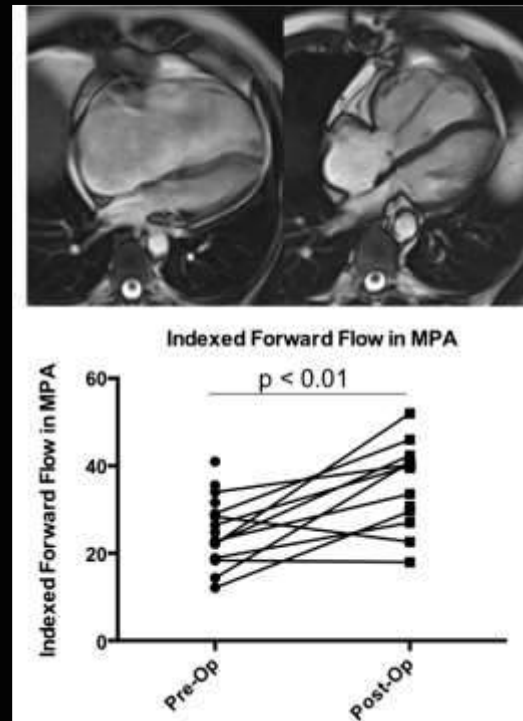 Indexed Forward Flow in MPA
p < 0.01
60
40
20
0
Indexed Forward Flow in MPA
Pre-Op
Post-Op